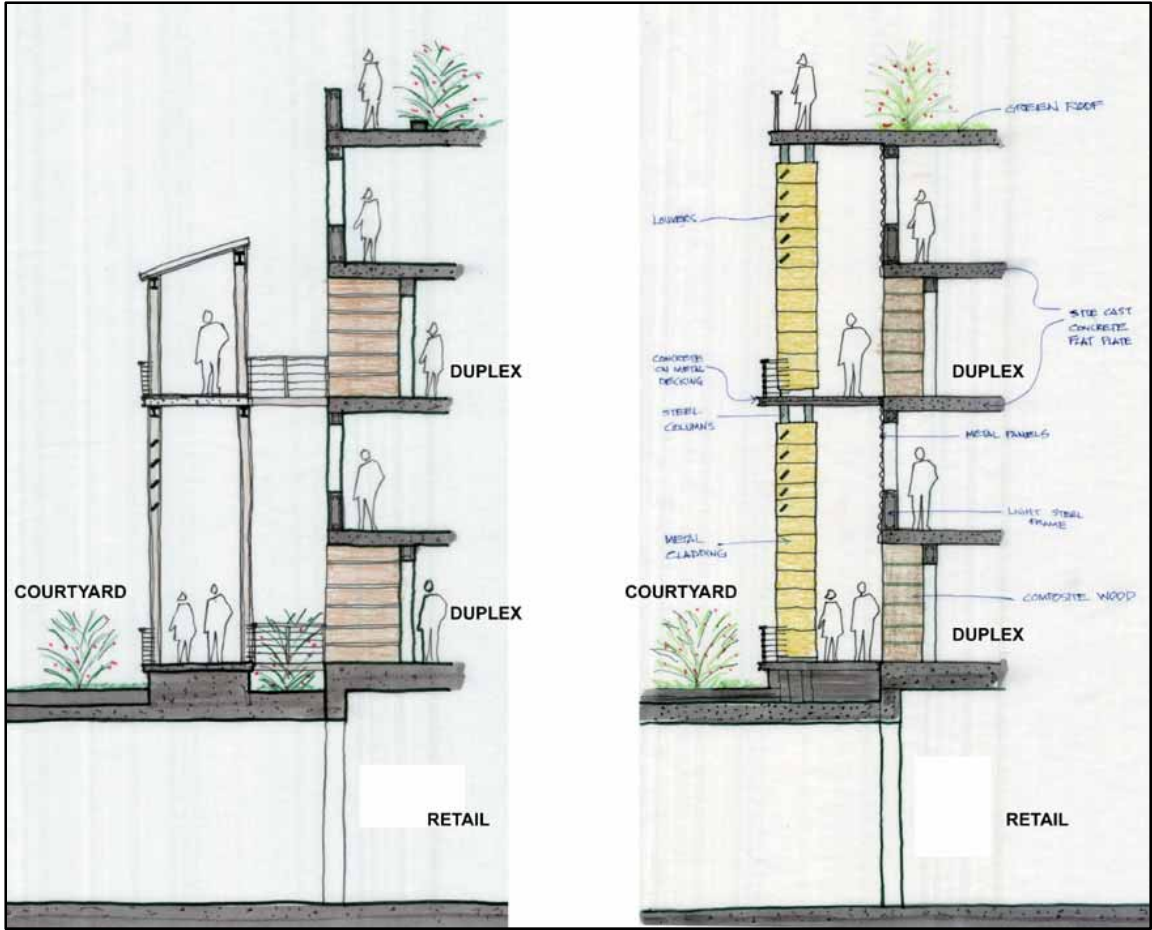 DUPLEX
COURTYARD
DUPLEX
RETAIL
GREEN ROOF
LOUVERS
SITE CAST
CONCRETE
FLAT PLATE
CONCRETE
ON METAL
DECKING
DUPLEX
STEEL
COLUMNS
METAL PANELS
LIGHT STEEL
FRAME
METAL
CLADDING
COURTYARD
COMPOSITE WOOD
DUPLEX
RETAIL